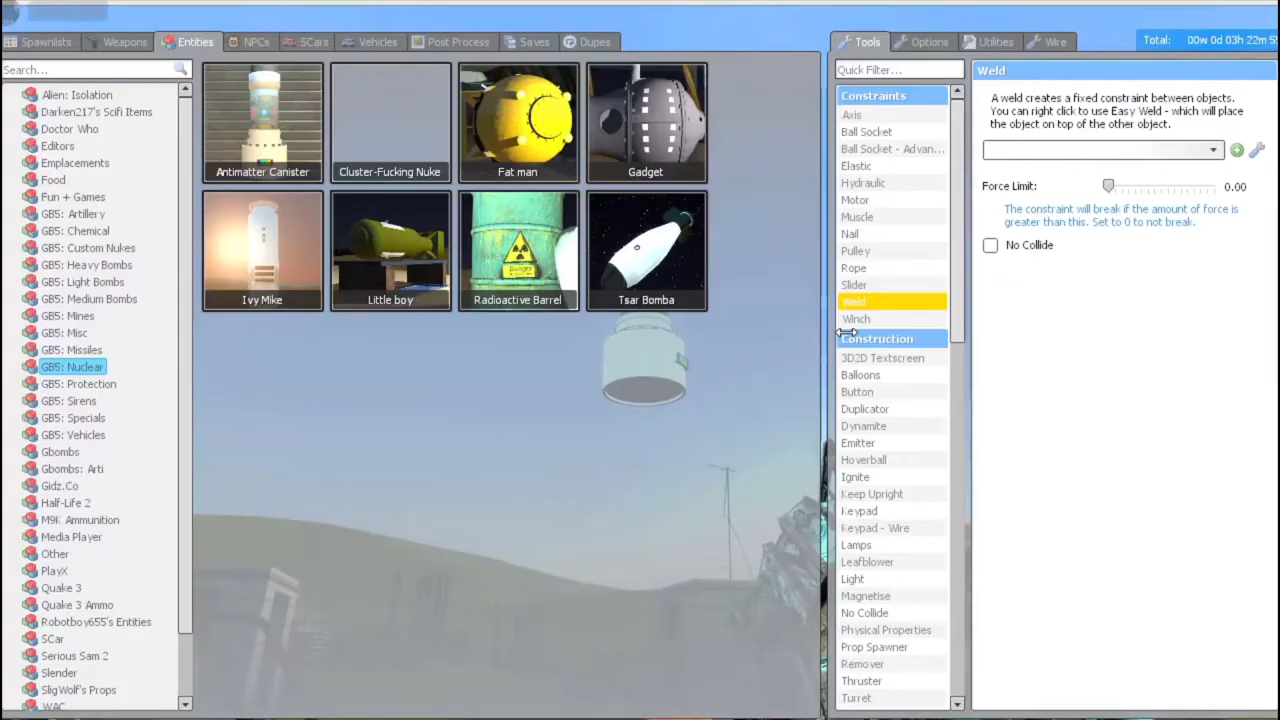 Spawnlists
Weapons
Entities
NPCs
SCars
Vehicles
Post Process
Saves
Dupes
Tools
Options
Utilities
Wire
Total: 00w 0d 03h 22m
Search...
Alien: Isolation
Darken217's Scifi Items
Doctor Who
Editors
Emplacements
Food
Fun + Games
GB5: Artillery
GB5: Chemical
GB5: Custom Nukes
GB5: Heavy Bombs
GB5: Light Bombs
GB5: Medium Bombs
GB5: Mines
GB5: Misc
GB5: Missiles
GB5: Nuclear
GB5: Protection
GB5: Sirens
GB5: Specials
GB5: Vehicles
Gbombs
Gbombs: Arti
Gidz.Co
Half-Life 2
M9K Ammunition
Media Player
Other
PlayX
Quake 3
Quake 3 Ammo
Robotboy655's Entities
SCar
Serious Sam 2
Slender
SligWolf's Props
WAC
Antimatter Canister
Cluster-Fucking Nuke
Fat man
Gadget
Ivy Mike
Little boy
Danger
Radioactive Barrel
Tsar Bomba
Quick Filter...
Constraints
Axis
Ball Socket
Ball Socket - Advan...
Elastic
Hydraulic
Motor
Muscle
Nail
Pulley
Rope
Slider
Weld
Winch
Construction
3D2D Textscreen
Balloons
Button
Duplicator
Dynamite
Emitter
Hoverball
Ignite
Keep Upright
Keypad
Keypad - Wire
Lamps
Leafblower
Light
Magnetise
No Collide
Physical Properties
Prop Spawner
Remover
Thruster
Turret
Weld
A weld creates a fixed constraint between objects.
You can right click to use Easy Weld - which will place
the object on top of the other object.
Force Limit: 0.00
The constraint will break if the amount of force is
greater than this. Set to 0 to not break.
No Collide